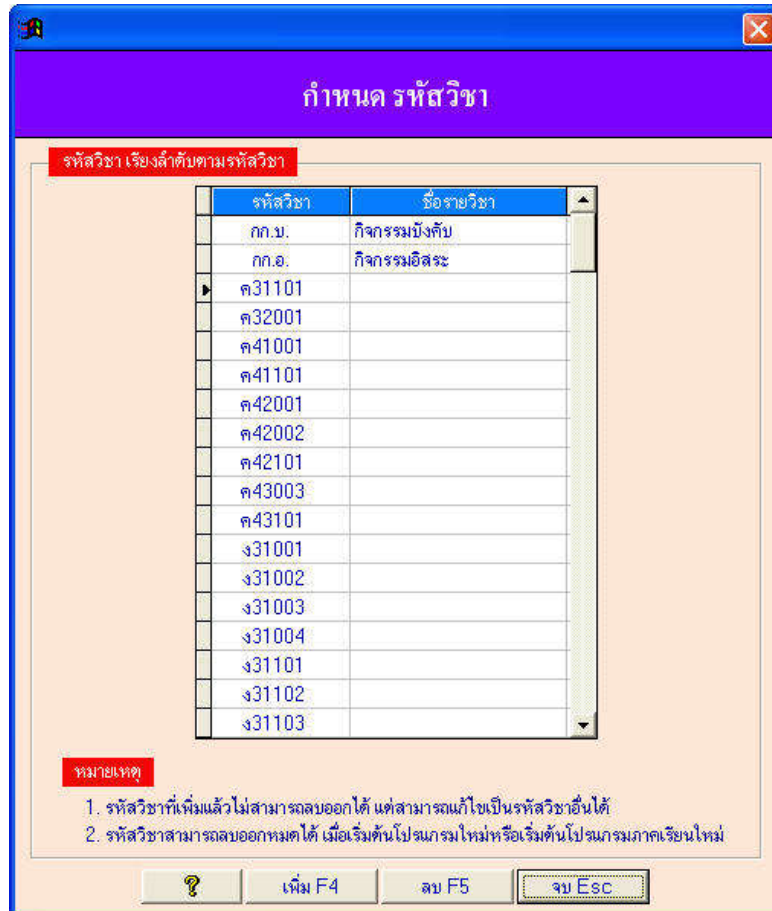 กำหนด รหัสวิชา
รหัสวิชา เรียงลำดับตามรหัสวิชา
รหัสวิชา ชื่อรายวิชา
กก.บ. กิจกรรมบังคับ
กก.อ. กิจกรรมอิสระ
ค31101
ค32001
ค41001
ค41101
ค42001
ค42002
ค42101
ค43003
ค43101
ง31001
ง31002
ง31003
ง31004
ง31101
ง31102
ง31103
หมายเหตุ
1. รหัสวิชาที่เพิ่มแล้วไม่สามารถลบออกได้ แต่สามารถแก้ไขเป็นรหัสวิชาอื่นได้
2. รหัสวิชาสามารถลบออกหมดได้ เมื่อเริ่มต้นโปรแกรมใหม่หรือเริ่มต้นโปรแกรมภาคเรียนใหม่
? เพิ่ม F4 ลบ F5 จบ Esc